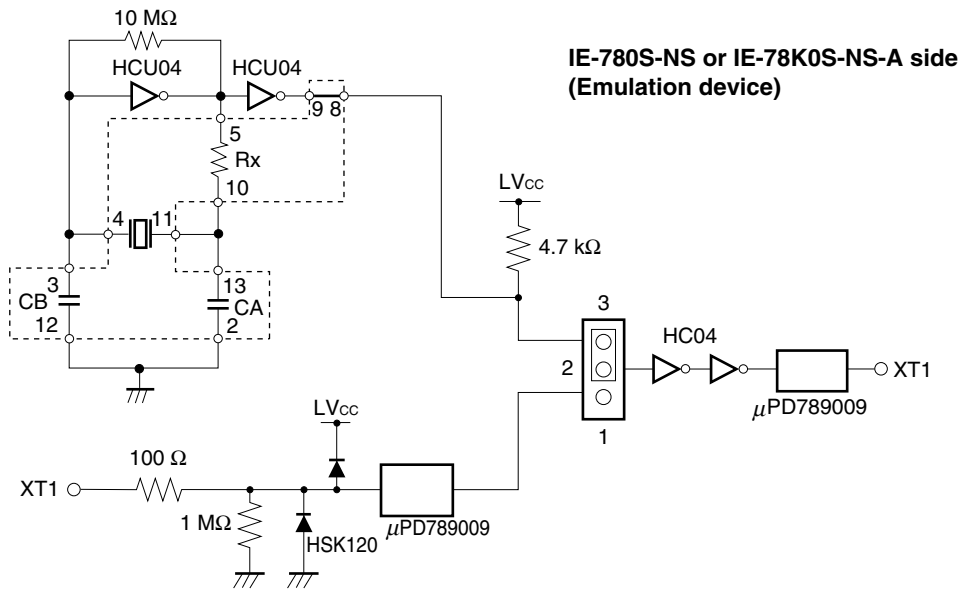 10 MΩ
IE-780S-NS or IE-78K0S-NS-A side
(Emulation device)
HCU04
HCU04
9 8
5
Rx
10
LVCC
4
11
4.7 kΩ
3
13
CB
CA
3
12
2
HC04
2
XT1
μPD789009
LVCC
1
100 Ω
XT1
1 MΩ
HSK120
μPD789009